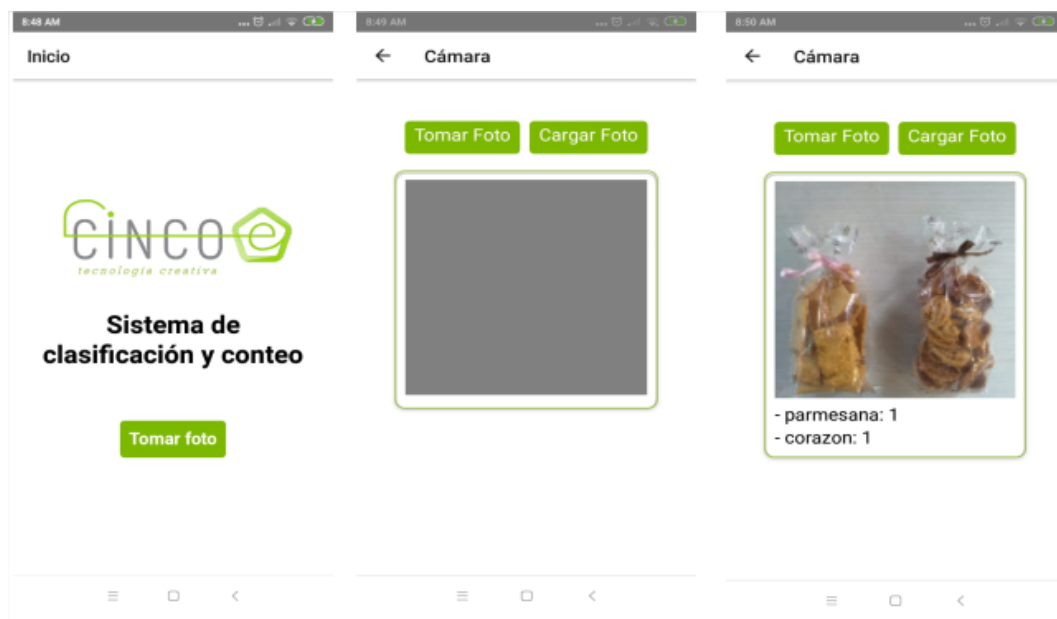 8:48 AM
Inicio
CINCO e
tecnología creativa
Sistema de
clasificación y conteo
Tomar foto
8:49 AM
Cámara
Tomar Foto
Cargar Foto
8:50 AM
Cámara
Tomar Foto
Cargar Foto
- parmesana: 1
- corazon: 1